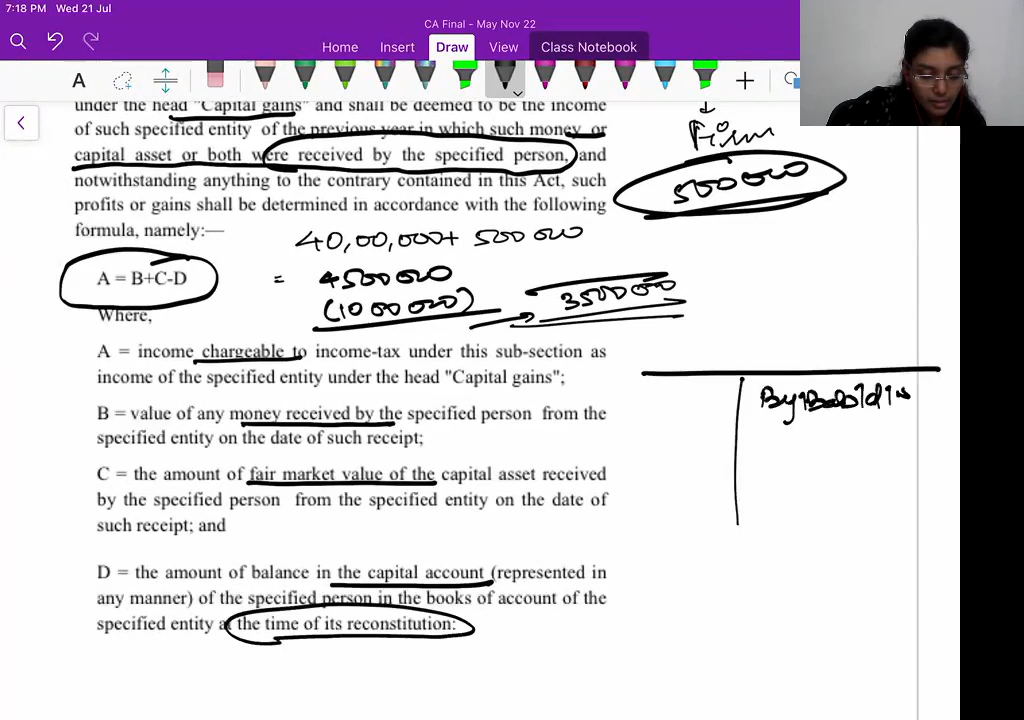 7:18 PM Wed 21 Jul
CA Final - May Nov 22
Home Insert Draw View Class Notebook
A
under the head "Capital gains" and shall be deemed to be the income
of such specified entity of the previous year in which such money or
capital asset or both were received by the specified person, and
notwithstanding anything to the contrary contained in this Act, such
profits or gains shall be determined in accordance with the following
formula, namely:—
Firm
500000
40,00,000+ 500000
A = B+C-D
= 4500000
(1000000)
3500000
Where,
A = income chargeable to income-tax under this sub-section as
income of the specified entity under the head "Capital gains";
B = value of any money received by the specified person from the
specified entity on the date of such receipt;
C = the amount of fair market value of the capital asset received
by the specified person from the specified entity on the date of
such receipt; and
D = the amount of balance in the capital account (represented in
any manner) of the specified person in the books of account of the
specified entity at the time of its reconstitution:
By